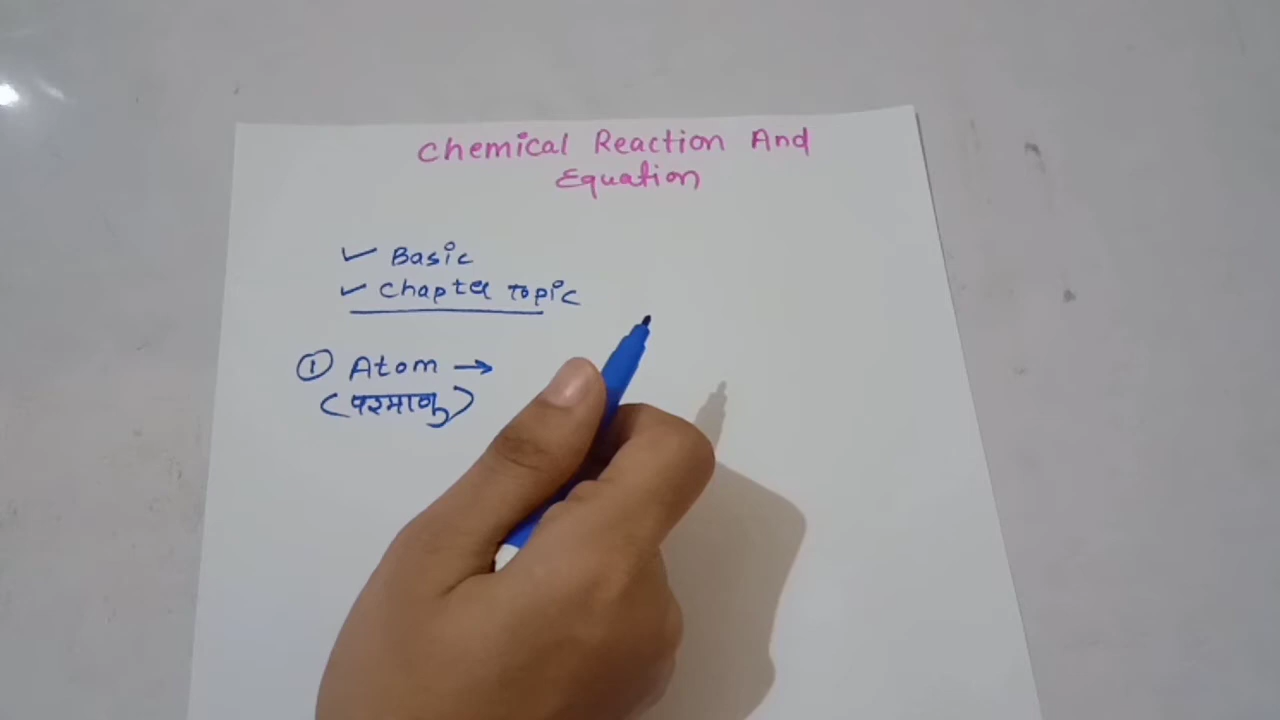 Chemical Reaction And
Equation
✓ Basic
✓ Chapter Topic
① Atom →
(परमाणु)